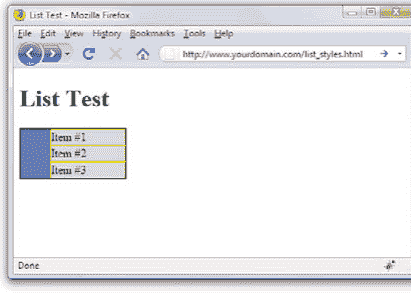 List Test - Mozilla Firefox
File Edit View History Bookmarks Tools Help
http://www.yourdomain.com/list_styles.html
List Test
Item #1
Item #2
Item #3
Done